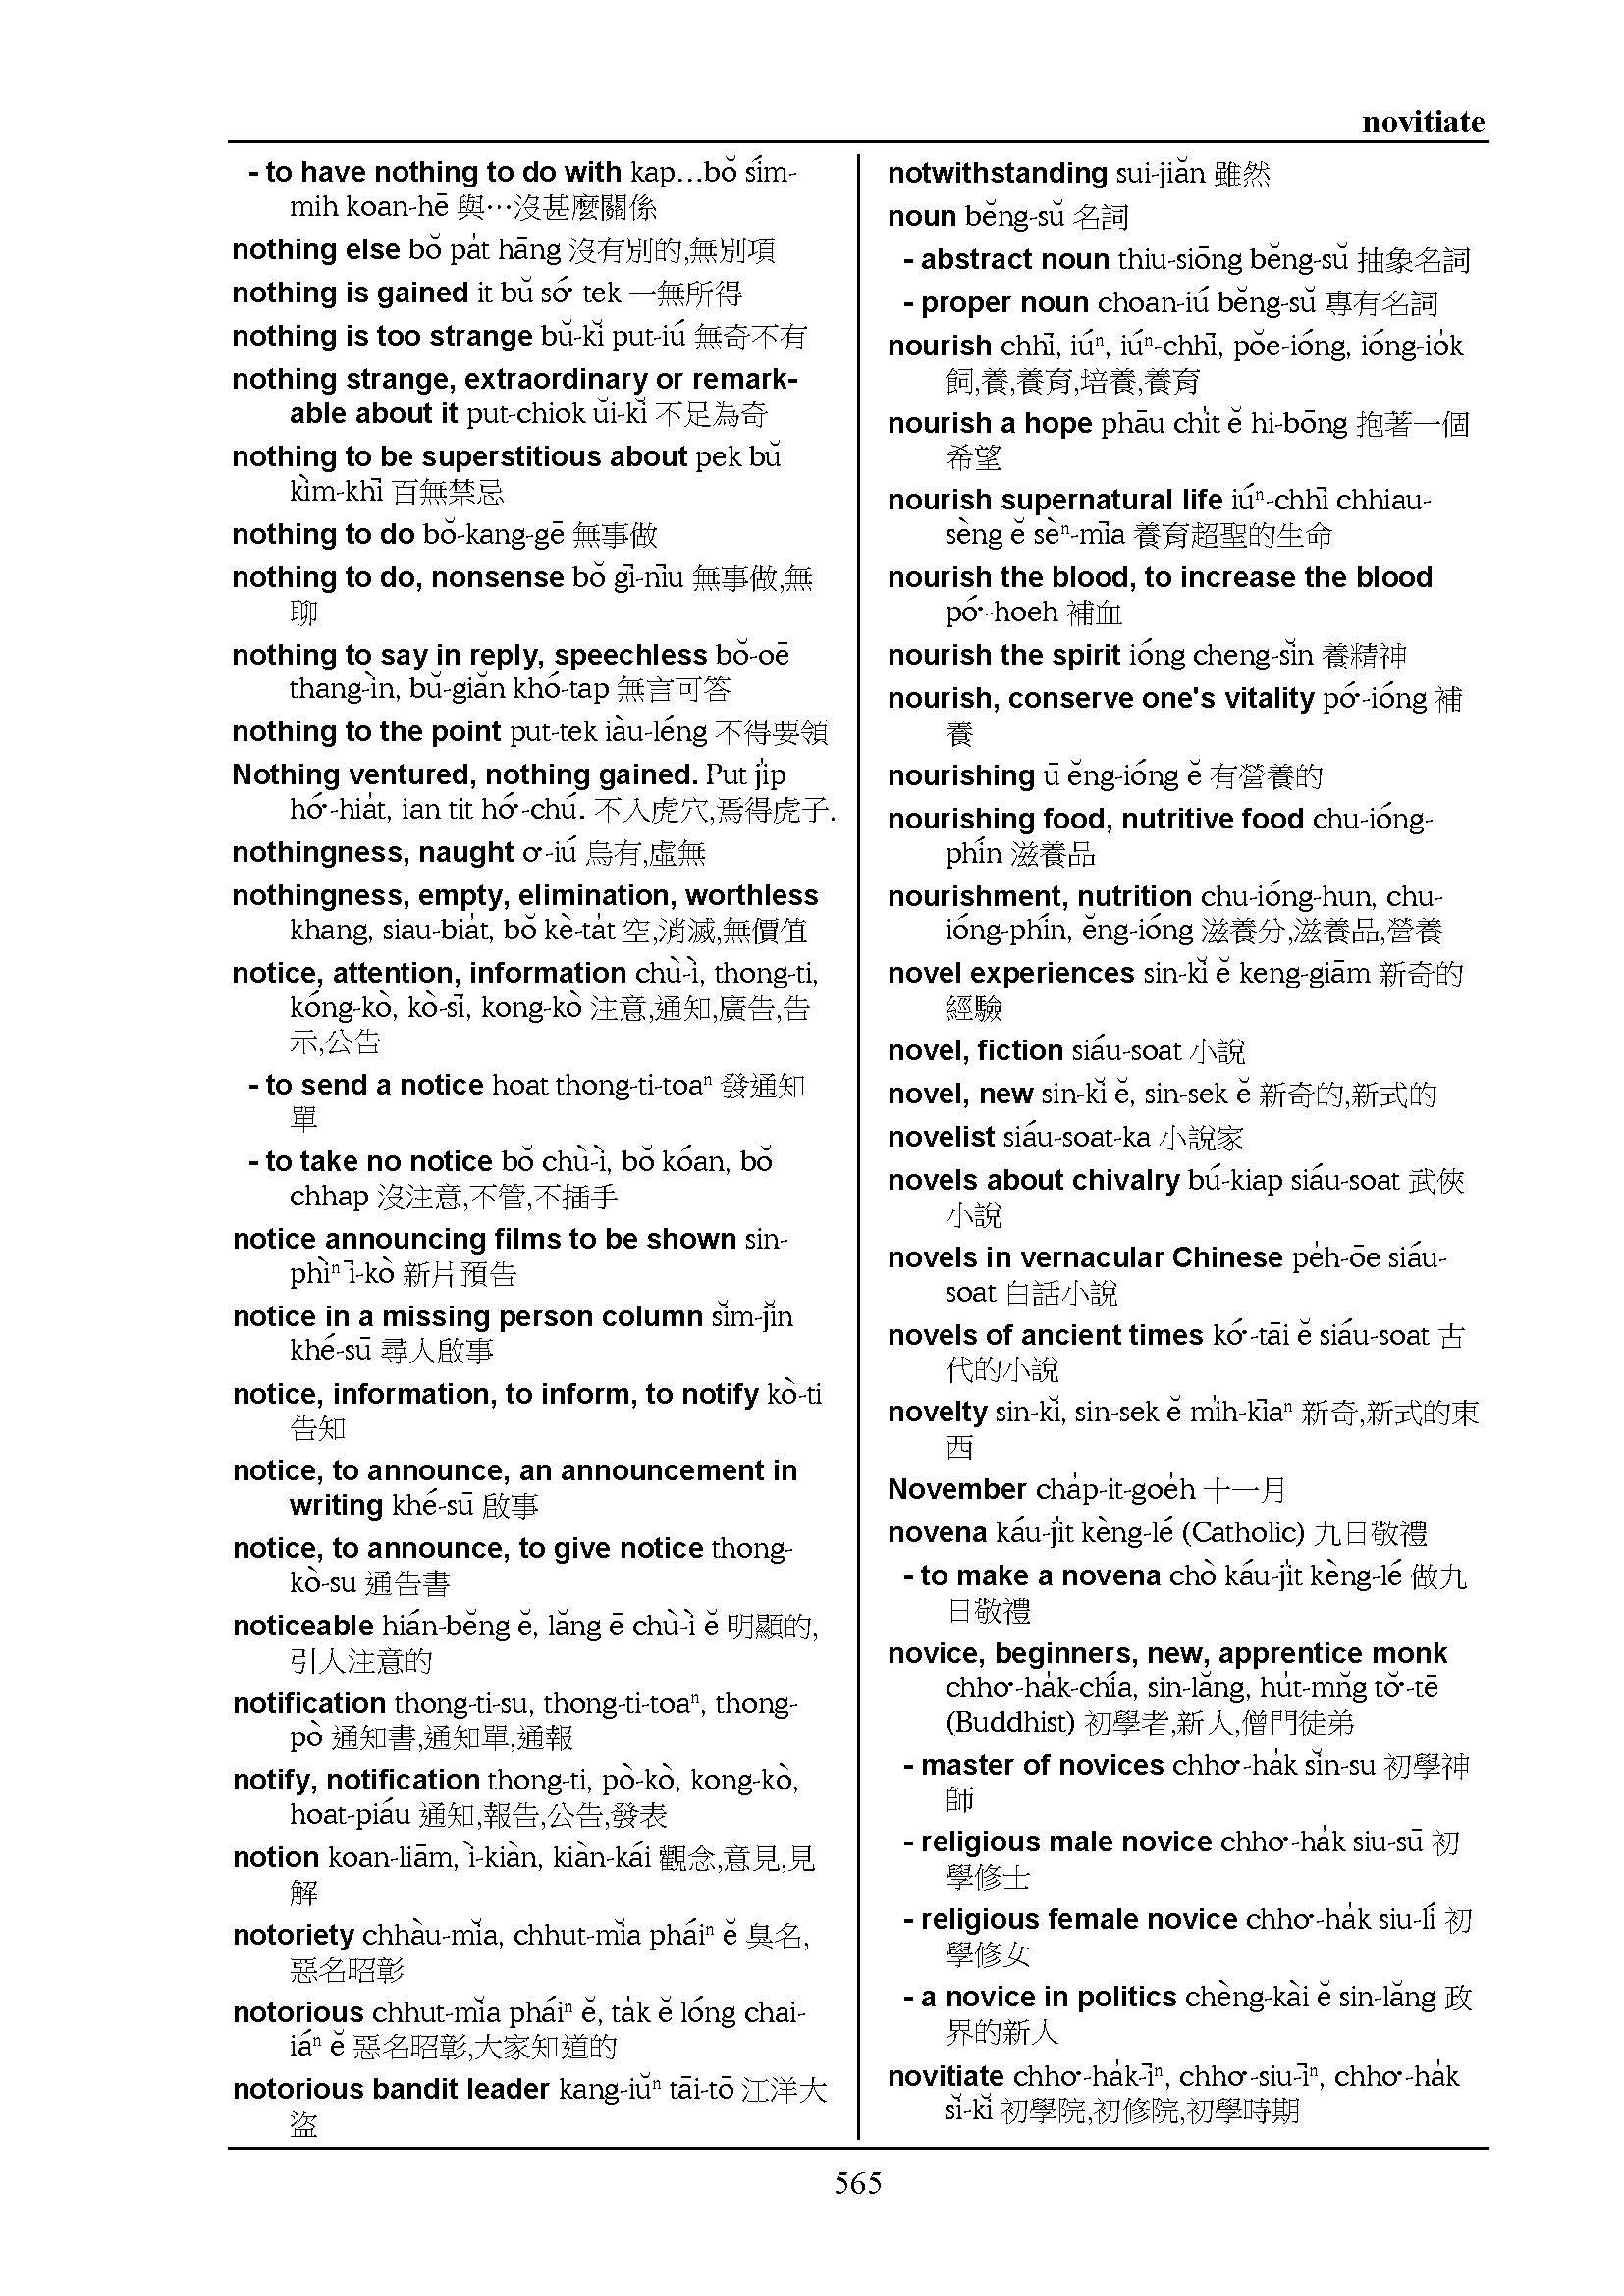 novitiate
- to have nothing to do with kap…bŏ sím-
mih koan-hē 與…沒甚麼關係
nothing else bŏ pa̍t hāng 沒有別的,無別項
nothing is gained it bŭ só͘ tek 一無所得
nothing is too strange bŭ-kĭ put-iú 無奇不有
nothing strange, extraordinary or remark-
able about it put-chiok ŭi-kĭ 不足為奇
nothing to be superstitious about pek bŭ
kìm-khī 百無禁忌
nothing to do bŏ-kang-gē 無事做
nothing to do, nonsense bŏ gī-nīu 無事做,無
聊
nothing to say in reply, speechless bŏ-oē
thang-ìn, bŭ-giăn khó-tap 無言可答
nothing to the point put-tek iàu-léng 不得要領
Nothing ventured, nothing gained. Put ji̍p
hó͘-hia̍t, ian tit hó͘-chú. 不入虎穴,焉得虎子.
nothingness, naught o͘-iú 烏有,虛無
nothingness, empty, elimination, worthless
khang, siau-bia̍t, bŏ kè-ta̍t 空,消滅,無價值
notice, attention, information chù-ì, thong-ti,
kóng-kò, kò-sī, kong-kò 注意,通知,廣告,告
示,公告
- to send a notice hoat thong-ti-toaⁿ 發通知
單
- to take no notice bŏ chù-ì, bŏ kóan, bŏ
chhap 沒注意,不管,不插手
notice announcing films to be shown sin-
phìⁿ ī-kò 新片預告
notice in a missing person column sĭm-jĭn
khé-sū 尋人啟事
notice, information, to inform, to notify kò-ti
告知
notice, to announce, an announcement in
writing khé-sū 啟事
notice, to announce, to give notice thong-
kò-su 通告書
noticeable hián-bĕng ĕ, lăng ē chù-ì ĕ 明顯的,
引人注意的
notification thong-ti-su, thong-ti-toaⁿ, thong-
pò 通知書,通知單,通報
notify, notification thong-ti, pò-kò, kong-kò,
hoat-piáu 通知,報告,公告,發表
notion koan-liām, ì-kiàn, kiàn-kái 觀念,意見,見
解
notoriety chhàu-mĭa, chhut-mĭa pháiⁿ ĕ 臭名,
惡名昭彰
notorious chhut-mĭa pháiⁿ ĕ, ta̍k ĕ lóng chai-
iáⁿ ĕ 惡名昭彰,大家知道的
notorious bandit leader kang-iŭⁿ tāi-tō 江洋大
盜
notwithstanding sui-jiăn 雖然
noun bĕng-sŭ 名詞
- abstract noun thiu-siōng bĕng-sŭ 抽象名詞
- proper noun choan-iú bĕng-sŭ 專有名詞
nourish chhī, iúⁿ, iúⁿ-chhī, pŏe-ióng, ióng-io̍k
飼,養,養育,培養,養育
nourish a hope phāu chi̍t ĕ hi-bōng 抱著一個
希望
nourish supernatural life iúⁿ-chhī chhiau-
sèng ĕ sèⁿ-mīa 養育超聖的生命
nourish the blood, to increase the blood
pó͘-hoeh 補血
nourish the spirit ióng cheng-sĭn 養精神
nourish, conserve one's vitality pó͘-ióng 補
養
nourishing ū ĕng-ióng ĕ 有營養的
nourishing food, nutritive food chu-ióng-
phín 滋養品
nourishment, nutrition chu-ióng-hun, chu-
ióng-phín, ĕng-ióng 滋養分,滋養品,營養
novel experiences sin-kĭ ĕ keng-giām 新奇的
經驗
novel, fiction siáu-soat 小說
novel, new sin-kĭ ĕ, sin-sek ĕ 新奇的,新式的
novelist siáu-soat-ka 小說家
novels about chivalry bú-kiap siáu-soat 武俠
小說
novels in vernacular Chinese pe̍h-ōe siáu-
soat 白話小說
novels of ancient times kó͘-tāi ĕ siáu-soat 古
代的小說
novelty sin-kĭ, sin-sek ĕ mi̍h-kīaⁿ 新奇,新式的東
西
November cha̍p-it-goe̍h 十一月
novena káu-ji̍t kèng-lé (Catholic) 九日敬禮
- to make a novena chò káu-ji̍t kèng-lé 做九
日敬禮
novice, beginners, new, apprentice monk
chho͘-ha̍k-chía, sin-lăng, hu̍t-mn̆g tŏ͘-tē
(Buddhist) 初學者,新人,僧門徒弟
- master of novices chho͘-ha̍k sĭn-su 初學神
師
- religious male novice chho͘-ha̍k siu-sū 初
學修士
- religious female novice chho͘-ha̍k siu-lí 初
學修女
- a novice in politics chèng-kài ĕ sin-lăng 政
界的新人
novitiate chho͘-ha̍k-īⁿ, chho͘-siu-īⁿ, chho͘-ha̍k
sĭ-kĭ 初學院,初修院,初學時期
565